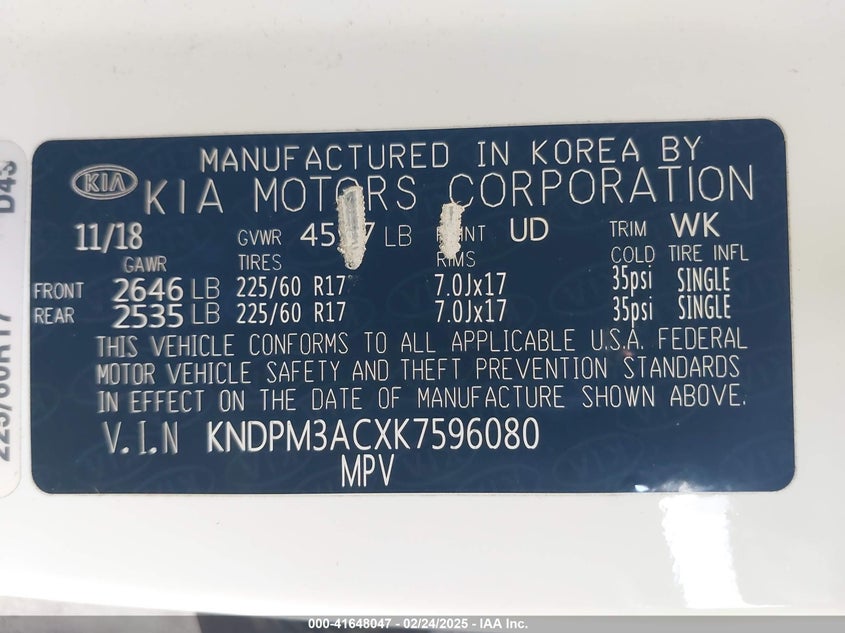 MANUFACTURED IN KOREA BY
KIA KIA MOTORS CORPORATION
11/18 GVWR LB UD TRIM WK
GAWR TIRES RIMS COLD TIRE INFL
FRONT 2646 LB 225/60 R17 7.0Jx17 35psi SINGLE
REAR 2535 LB 225/60 R17 7.0Jx17 35psi SINGLE
THIS VEHICLE CONFORMS TO ALL APPLICABLE U.S.A. FEDERAL
MOTOR VEHICLE SAFETY AND THEFT PREVENTION STANDARDS
IN EFFECT ON THE DATE OF MANUFACTURE SHOWN ABOVE.
V.I.N KNDPM3ACXK7596080
MPV
225/60R17
000-41648047 - 02/24/2025 - IAA Inc.